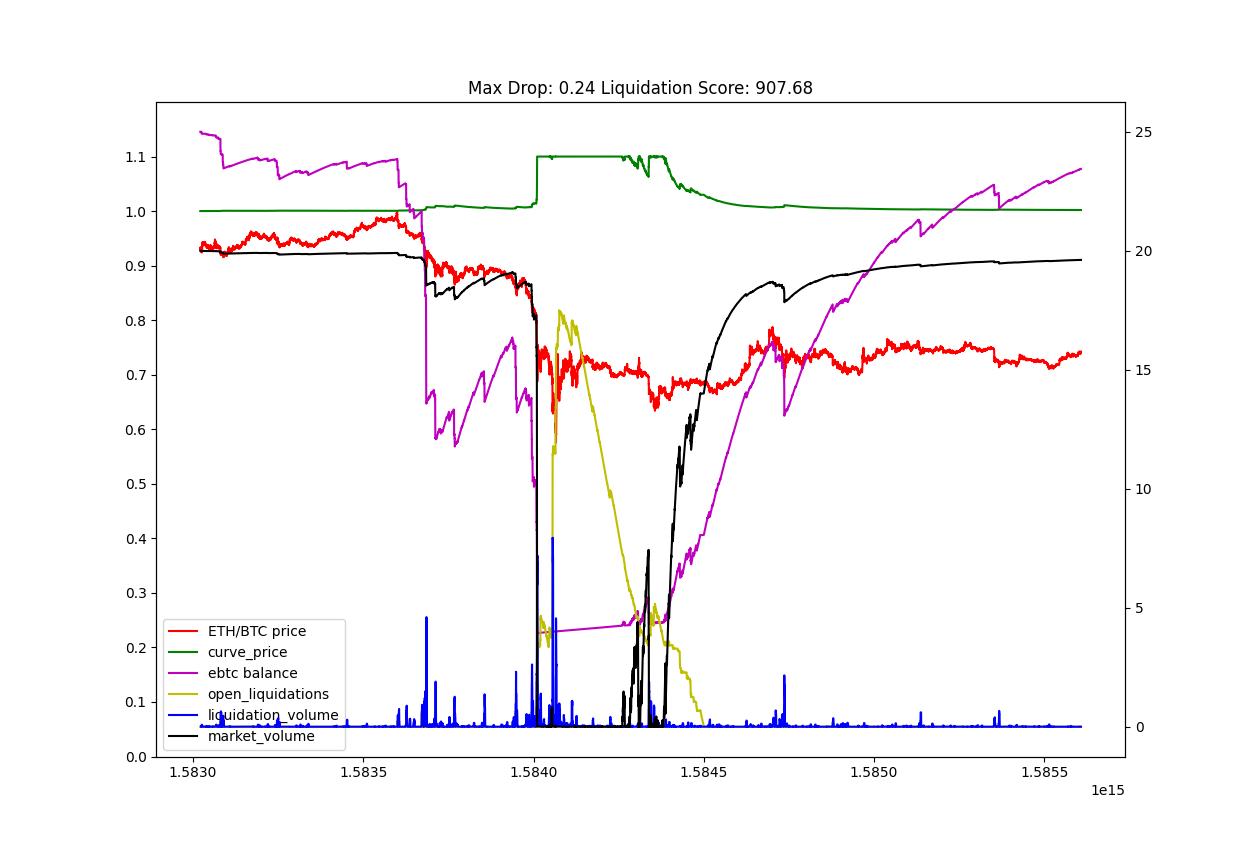 Max Drop: 0.24 Liquidation Score: 907.68
1.1
1.0
0.9
0.8
0.7
0.6
0.5
0.4
0.3
0.2
0.1
0.0
25
20
15
10
5
0
ETH/BTC price
curve_price
ebtc balance
open_liquidations
liquidation_volume
market_volume
1.5830 1.5835 1.5840 1.5845 1.5850 1.5855
1e15